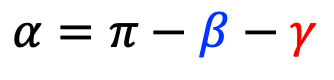 α = π − β − γ